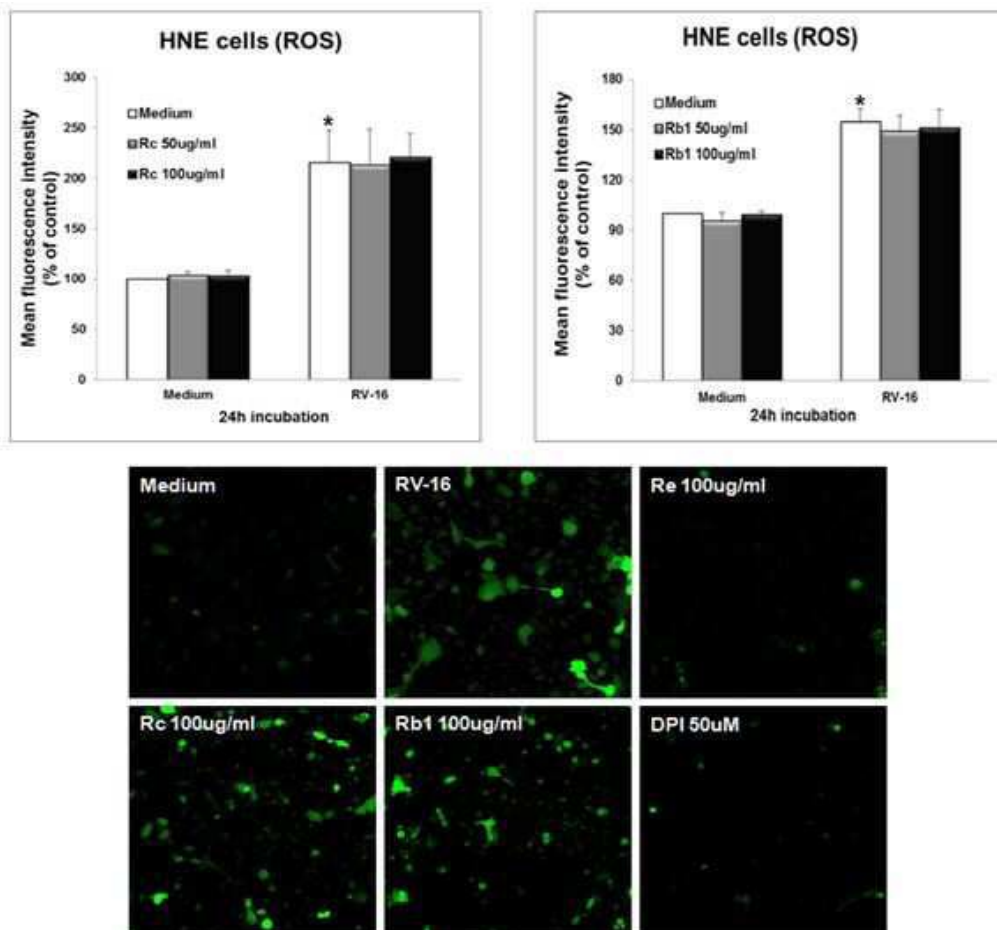 HNE cells (ROS)
Mean fluorescence intensity
(% of control)
300
250
200
150
100
50
0
Medium
Rc 50ug/ml
Rc 100ug/ml
*
Medium
RV-16
24h incubation
HNE cells (ROS)
Mean fluorescence intensity
(% of control)
180
150
120
90
60
30
0
Medium
Rb1 50ug/ml
Rb1 100ug/ml
*
Medium
RV-16
24h incubation
Medium
RV-16
Re 100ug/ml
Rc 100ug/ml
Rb1 100ug/ml
DPI 50uM